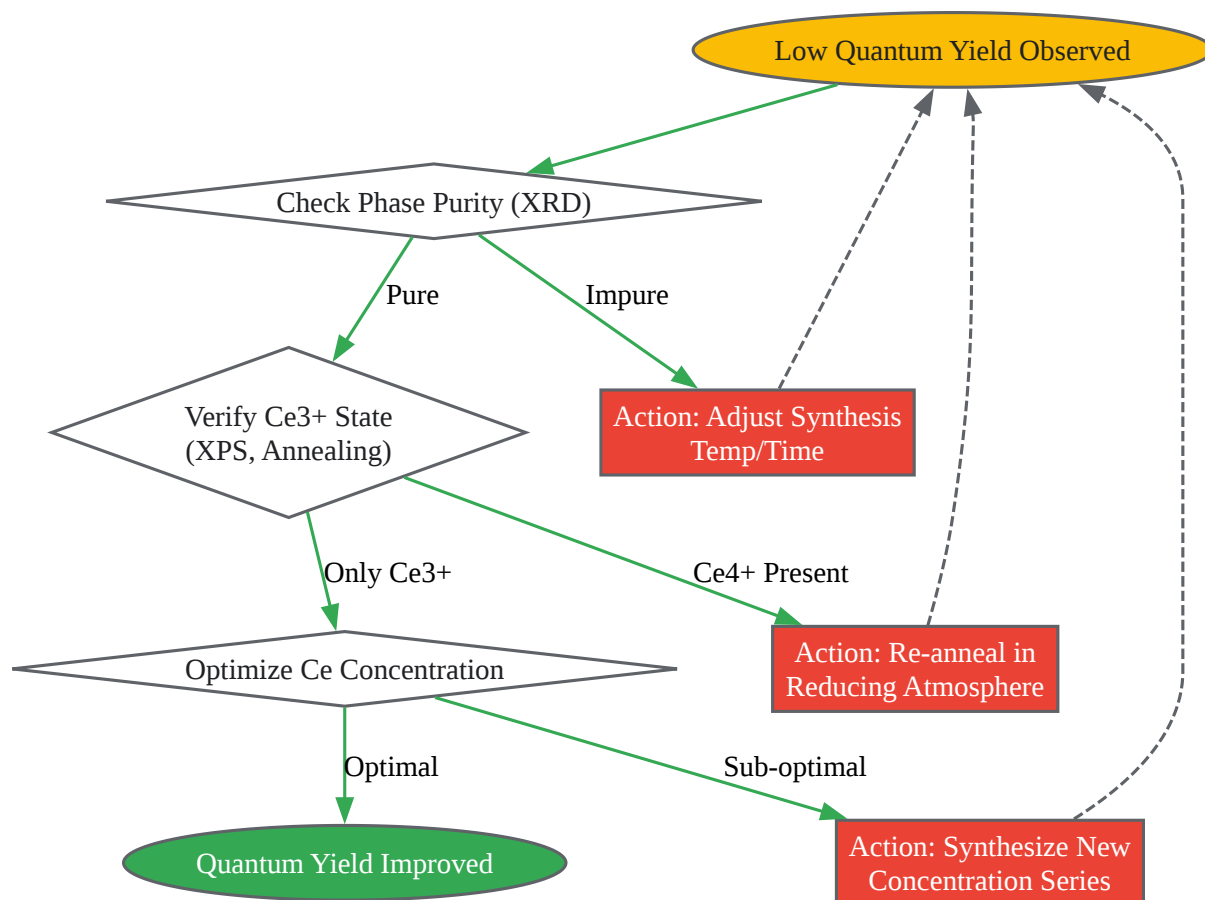 Low Quantum Yield Observed
Check Phase Purity (XRD)
Pure
Impure
Verify Ce3+ State
(XPS, Annealing)
Action: Adjust Synthesis
Temp/Time
Only Ce3+
Ce4+ Present
Optimize Ce Concentration
Action: Re-anneal in
Reducing Atmosphere
Optimal
Sub-optimal
Quantum Yield Improved
Action: Synthesize New
Concentration Series